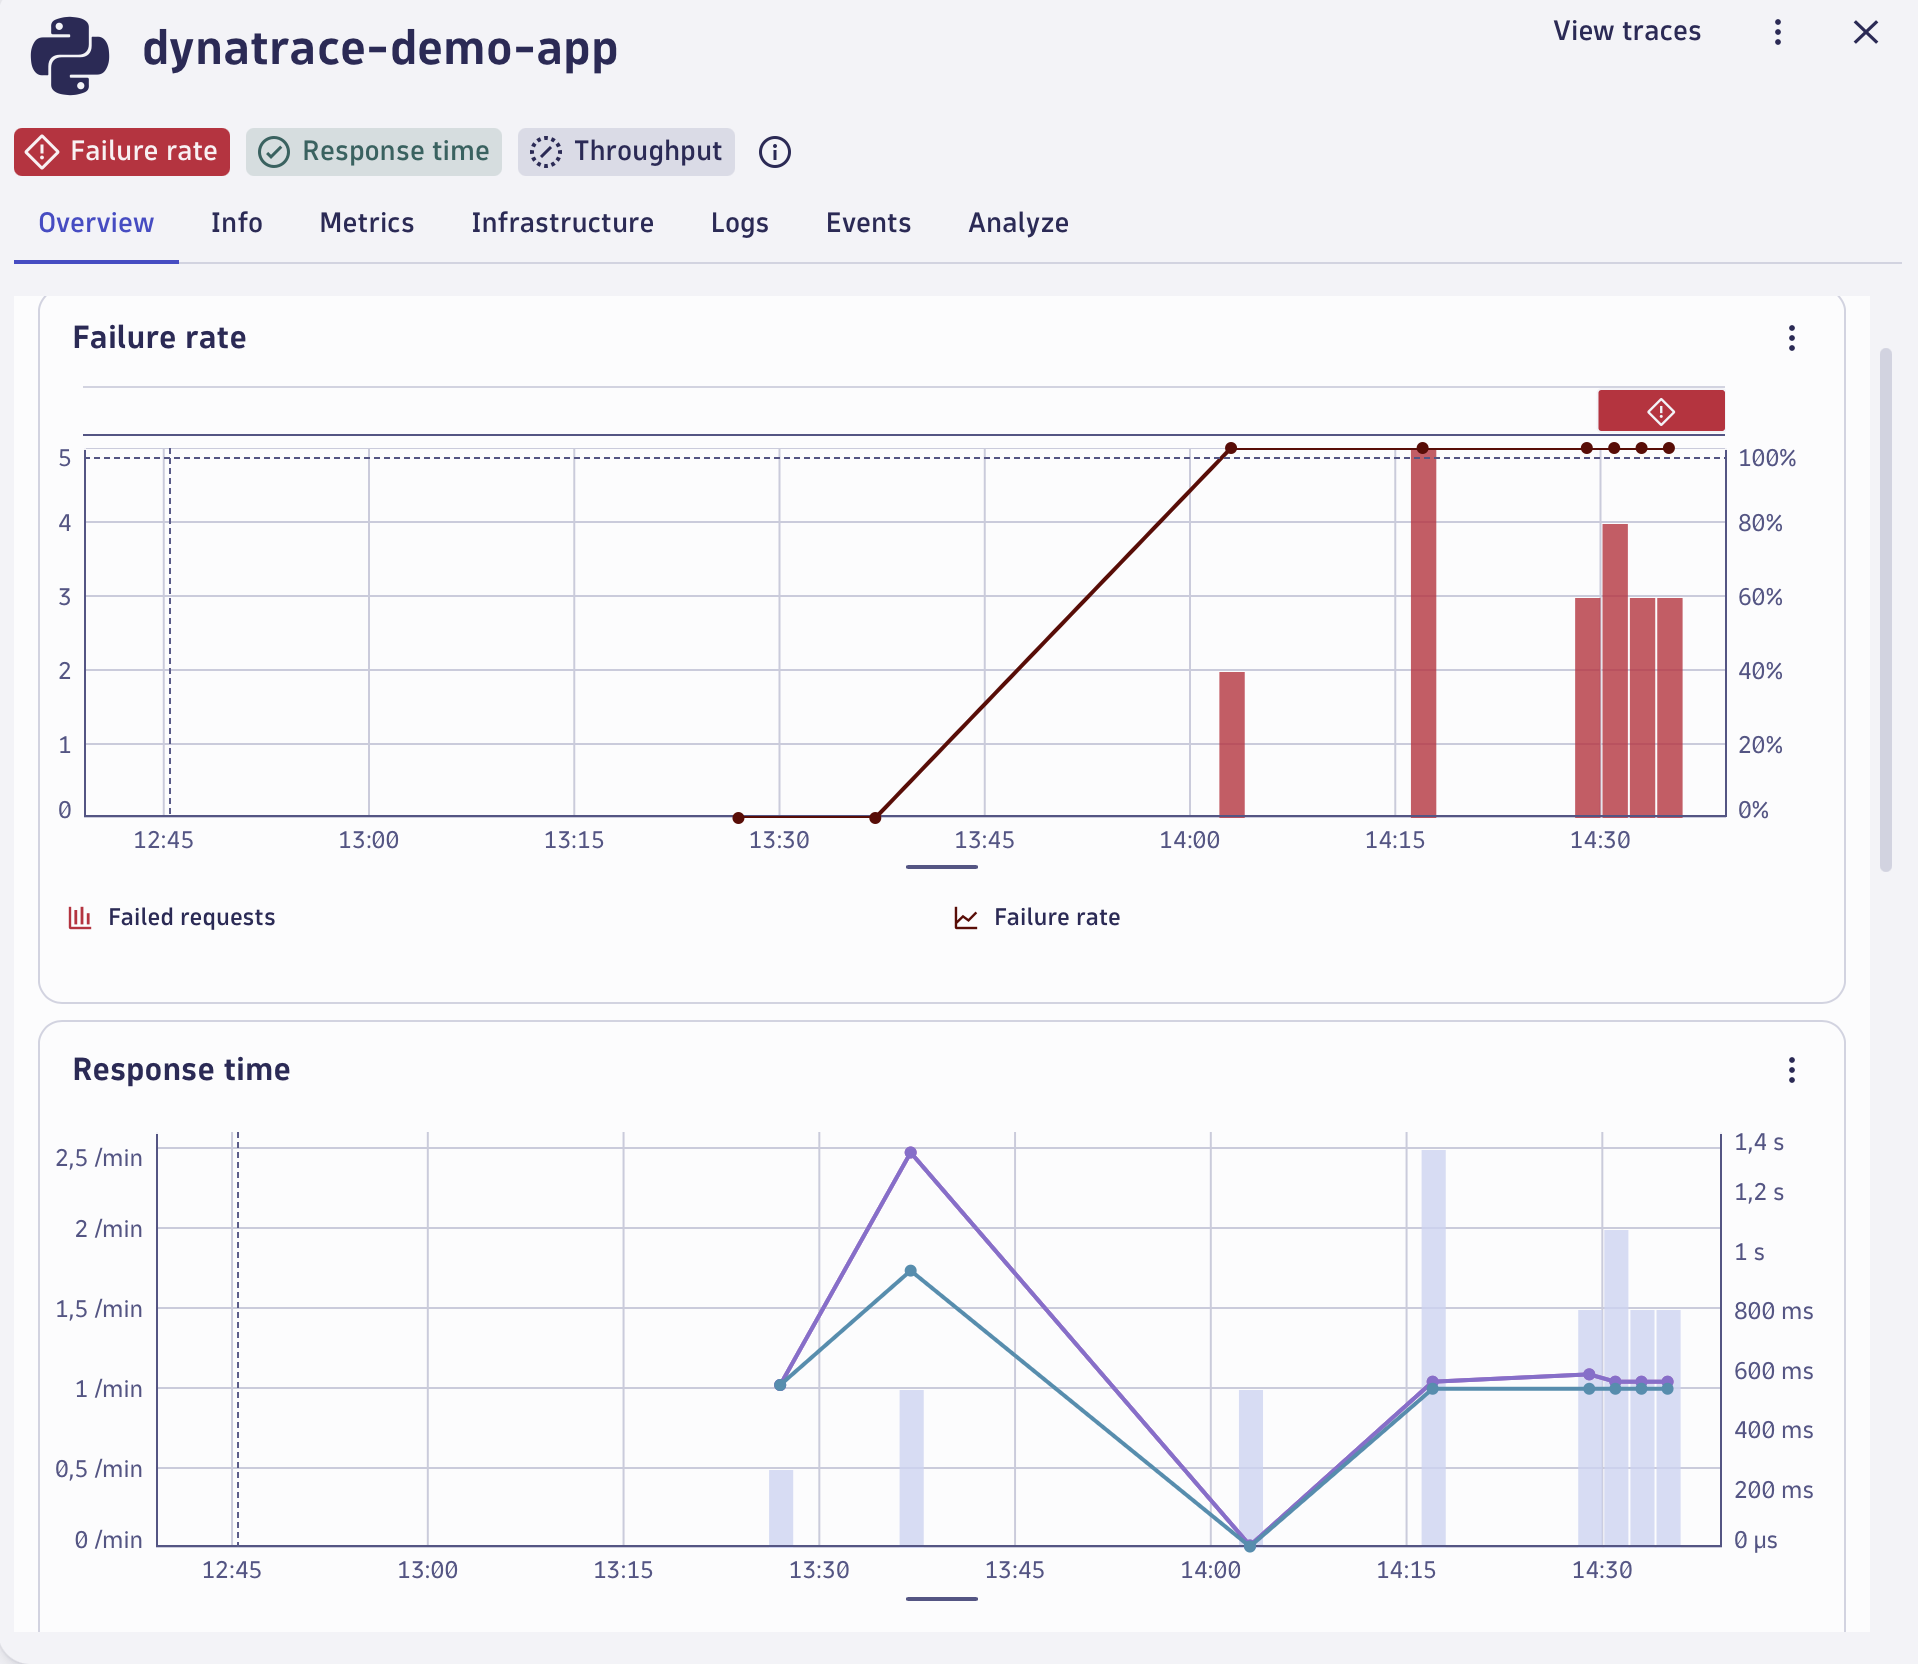 dynatrace-demo-app
View traces
Failure rate
Response time
Throughput
Overview
Info
Metrics
Infrastructure
Logs
Events
Analyze
Failure rate
5
4
3
2
1
0
100%
80%
60%
40%
20%
0%
12:45
13:00
13:15
13:30
13:45
14:00
14:15
14:30
Failed requests
Failure rate
Response time
2,5 /min
2 /min
1,5 /min
1 /min
0,5 /min
0 /min
1,4 s
1,2 s
1 s
800 ms
600 ms
400 ms
200 ms
0 µs
12:45
13:00
13:15
13:30
13:45
14:00
14:15
14:30